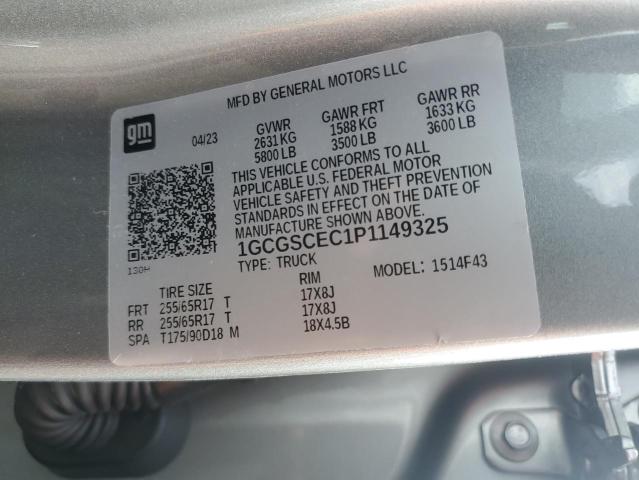 MFD BY GENERAL MOTORS LLC
gm
04/23
GVWR GAWR FRT GAWR RR
2631 KG 1588 KG 1633 KG
5800 LB 3500 LB 3600 LB
THIS VEHICLE CONFORMS TO ALL
APPLICABLE U.S. FEDERAL MOTOR
VEHICLE SAFETY AND THEFT PREVENTION
STANDARDS IN EFFECT ON THE DATE OF
MANUFACTURE SHOWN ABOVE.
1GCGSCEC1P1149325
130H
TYPE: TRUCK MODEL: 1514F43
TIRE SIZE RIM
FRT 255/65R17 T 17X8J
RR 255/65R17 T 17X8J
SPA T175/90D18 M 18X4.5B